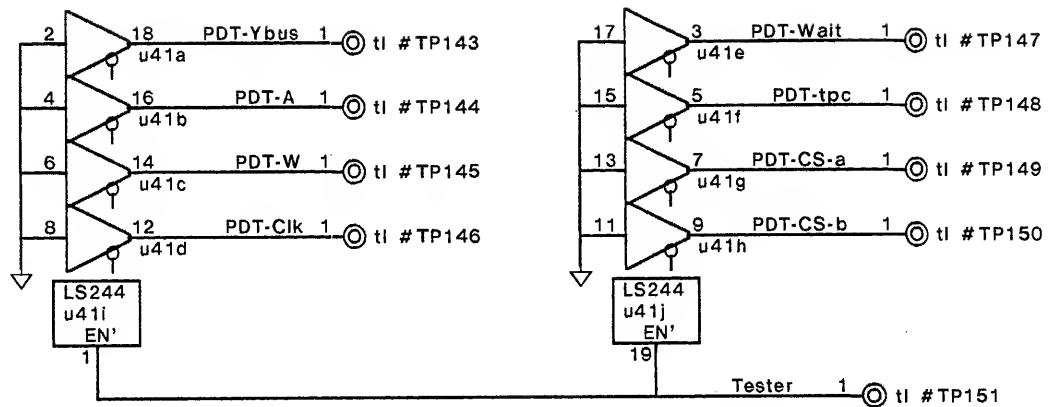 2 18 PDT-Ybus 1 tl #TP143
u41a
4 16 PDT-A 1 tl #TP144
u41b
6 14 PDT-W 1 tl #TP145
u41c
8 12 PDT-Clk 1 tl #TP146
u41d
LS244
u41i
EN'
1
17 3 PDT-Wait 1 tl #TP147
u41e
15 5 PDT-tpc 1 tl #TP148
u41f
13 7 PDT-CS-a 1 tl #TP149
u41g
11 9 PDT-CS-b 1 tl #TP150
u41h
LS244
u41j
EN'
19
Tester 1 tl #TP151